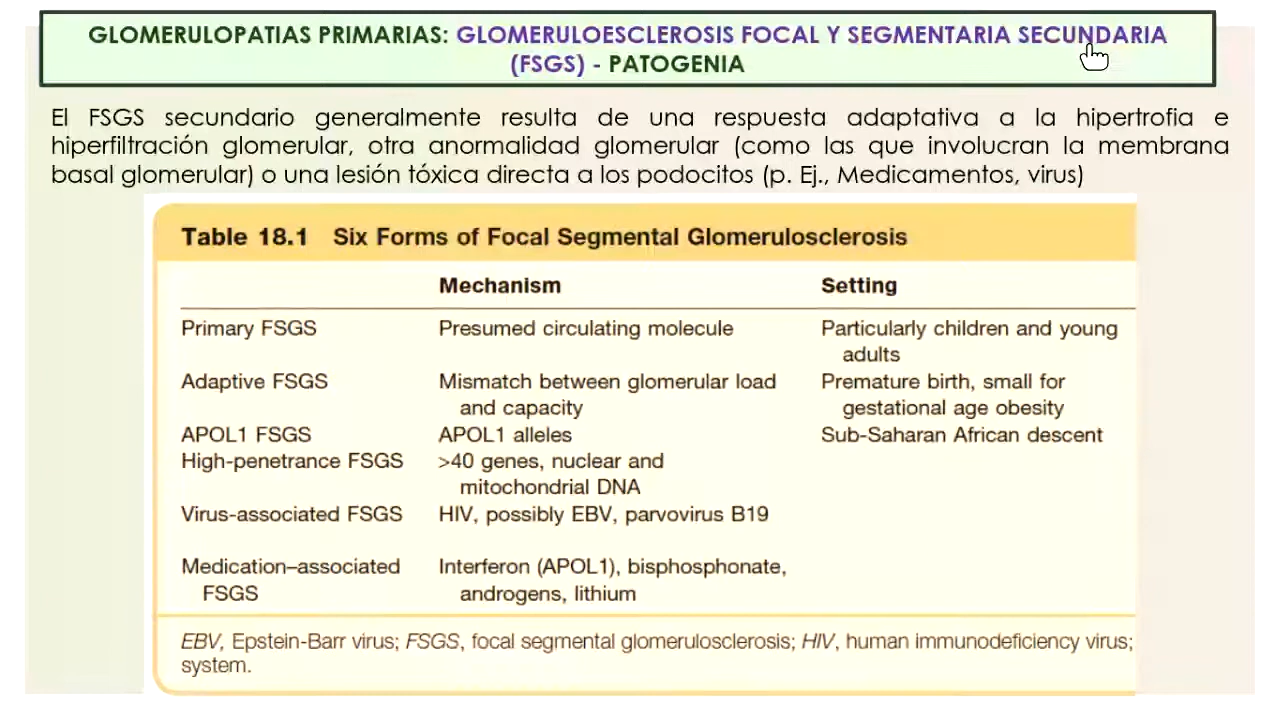 GLOMERULOPATIAS PRIMARIAS: GLOMERULOESCLEROSIS FOCAL Y SEGMENTARIA SECUNDARIA
(FSGS) - PATOGENIA
El FSGS secundario generalmente resulta de una respuesta adaptativa a la hipertrofia e
hiperfiltración glomerular, otra anormalidad glomerular (como las que involucran la membrana
basal glomerular) o una lesión tóxica directa a los podocitos (p. Ej., Medicamentos, virus)
Table 18.1 Six Forms of Focal Segmental Glomerulosclerosis
Mechanism Setting
Primary FSGS Presumed circulating molecule Particularly children and young
adults
Adaptive FSGS Mismatch between glomerular load Premature birth, small for
and capacity gestational age obesity
APOL1 FSGS APOL1 alleles Sub-Saharan African descent
High-penetrance FSGS >40 genes, nuclear and
mitochondrial DNA
Virus-associated FSGS HIV, possibly EBV, parvovirus B19
Medication–associated Interferon (APOL1), bisphosphonate,
FSGS androgens, lithium
EBV, Epstein-Barr virus; FSGS, focal segmental glomerulosclerosis; HIV, human immunodeficiency virus;
system.